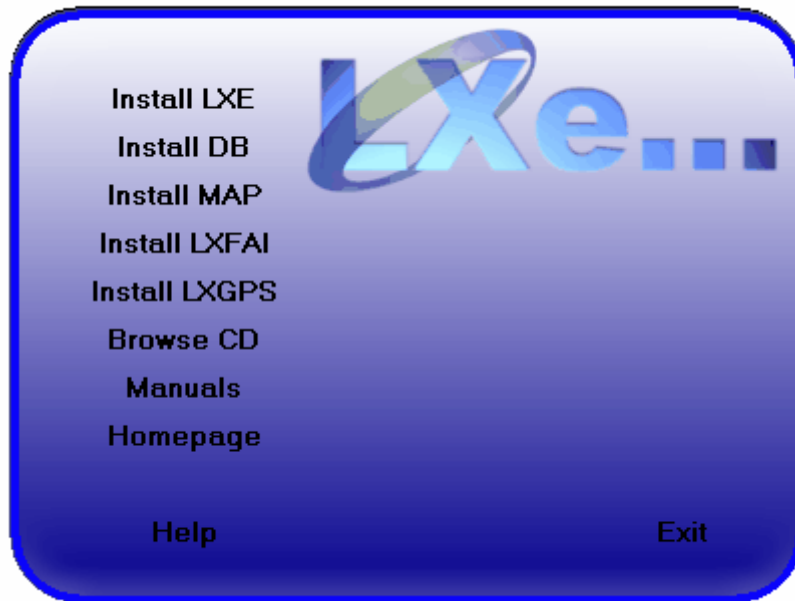 LXe...
Install LXE
Install DB
Install MAP
Install LXFAI
Install LXGPS
Browse CD
Manuals
Homepage
Help
Exit